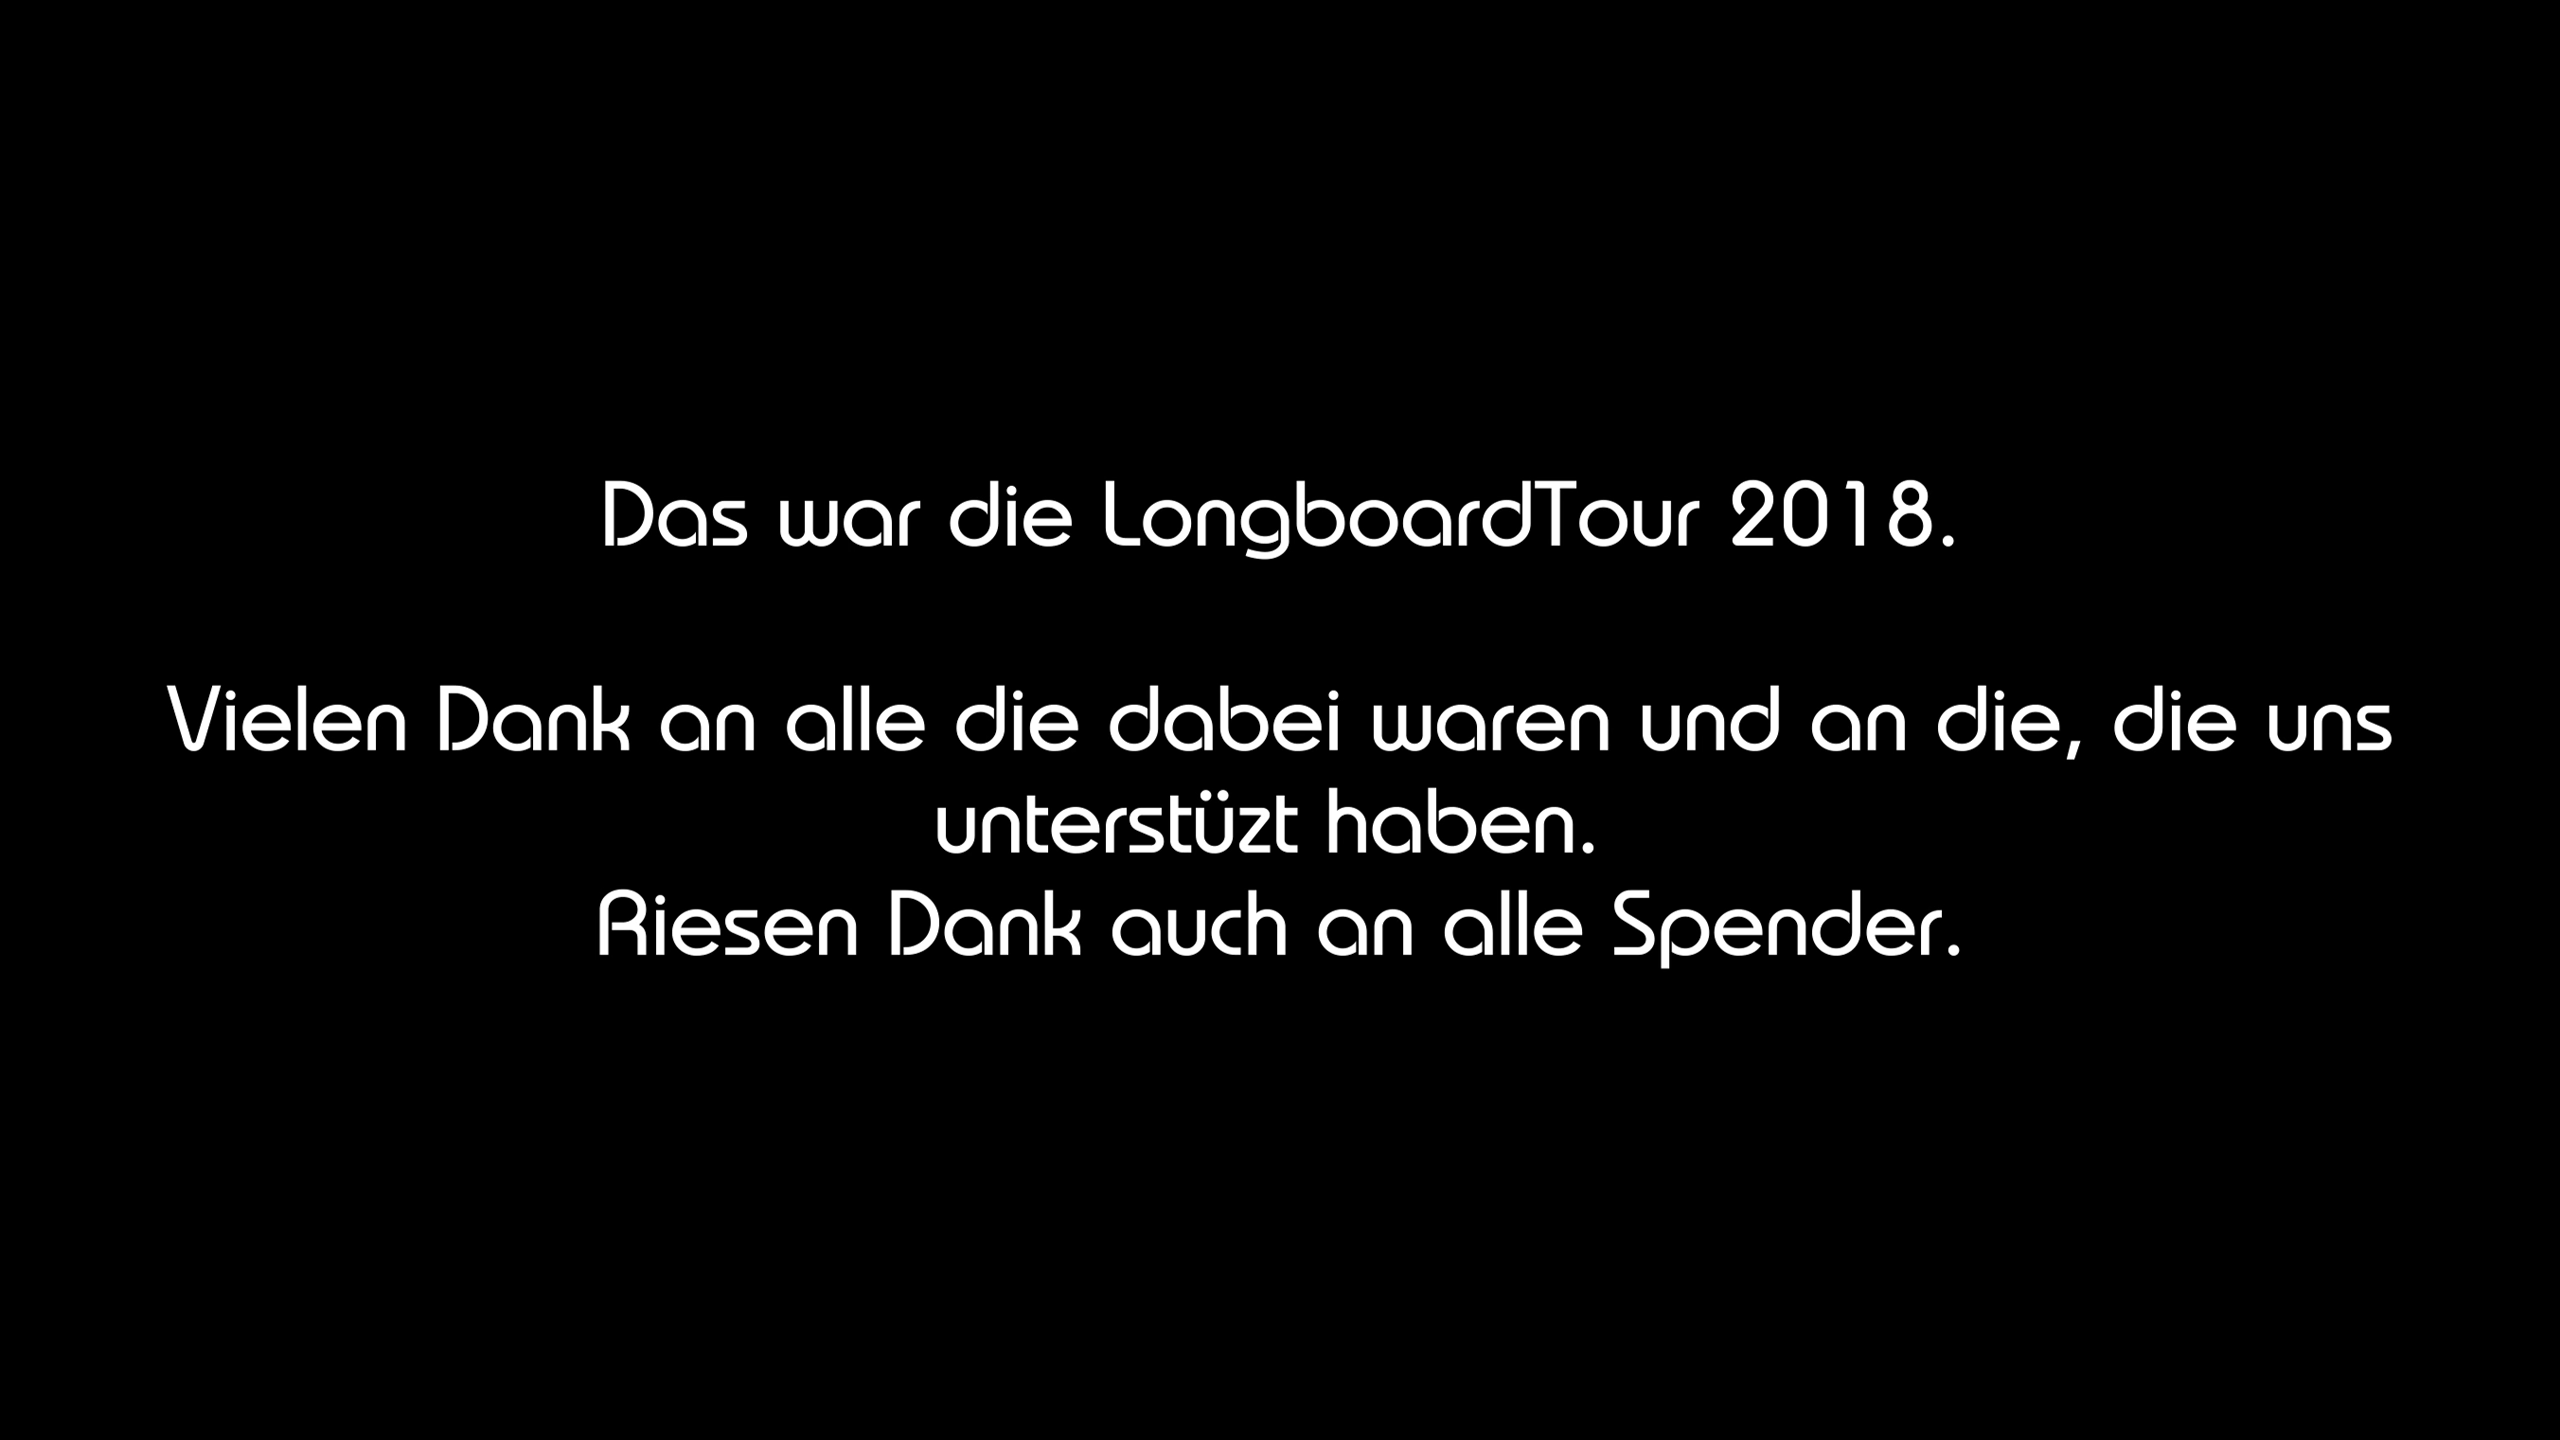 Das war die LongboardTour 2018.
Vielen Dank an alle die dabei waren und an die, die uns
unterstüzt haben.
Riesen Dank auch an alle Spender.